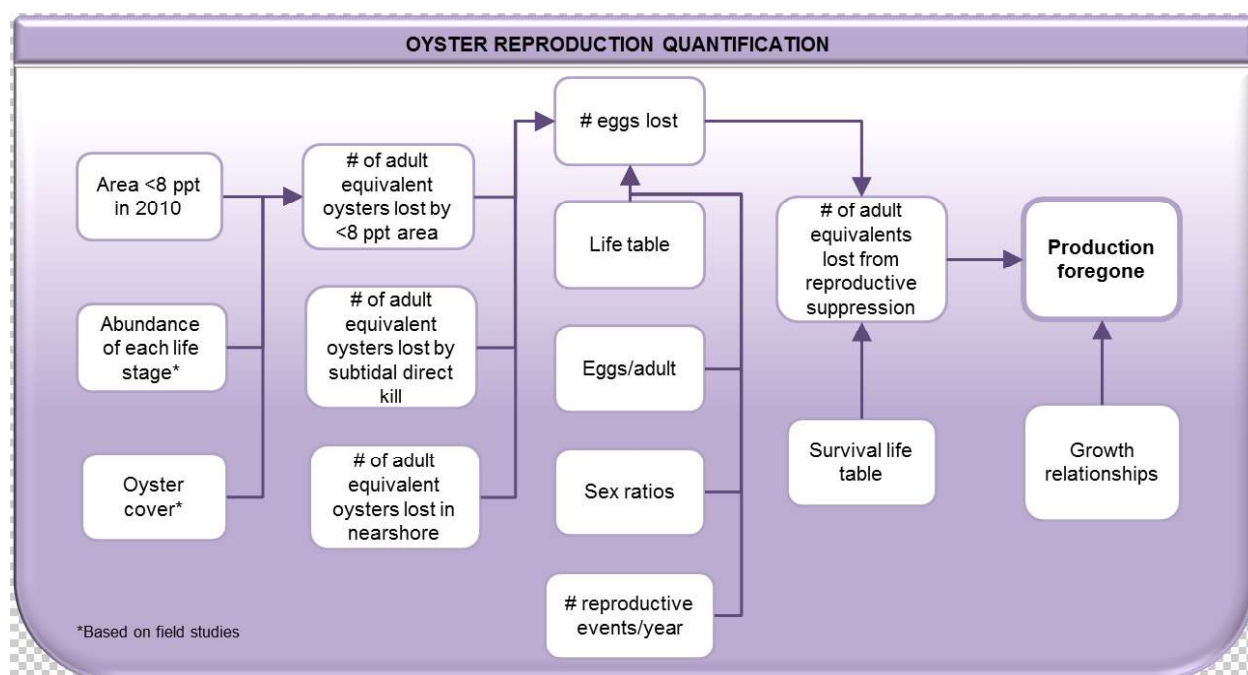 OYSTER REPRODUCTION QUANTIFICATION
Area <8 ppt
in 2010
Abundance
of each life
stage*
Oyster
cover*
# of adult
equivalent
oysters lost by
<8 ppt area
# of adult
equivalent
oysters lost by
subtidal direct
kill
# of adult
equivalent
oysters lost in
nearshore
# eggs lost
Life table
Eggs/adult
Sex ratios
# reproductive
events/year
# of adult
equivalents
lost from
reproductive
suppression
Survival life
table
Production
foregone
Growth
relationships
*Based on field studies